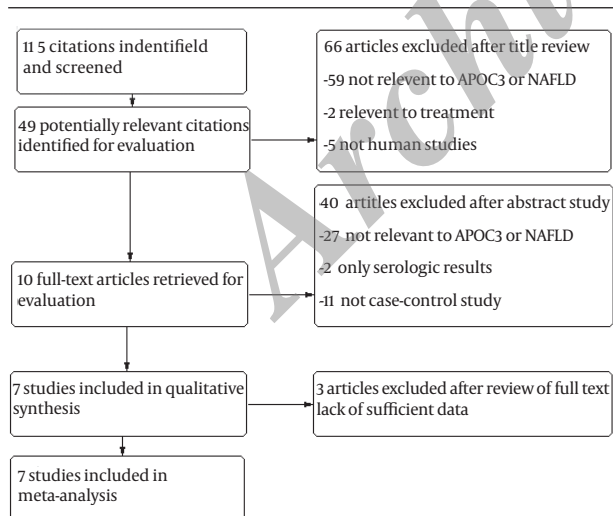 11 5 citations indentifield
and screened
66 articles excluded after title review
-59 not relevent to APOC3 or NAFLD
-2 relevent to treatment
-5 not human studies
49 potentially relevant citations
identified for evaluation
40 artitles excluded after abstract study
-27 not relevant to APOC3 or NAFLD
-2 only serologic results
-11 not case-control study
10 full-text articles retrieved for
evaluation
7 studies included in qualitative
synthesis
3 articles excluded after review of full text
lack of sufficient data
7 studies included in
meta-analysis
Archi